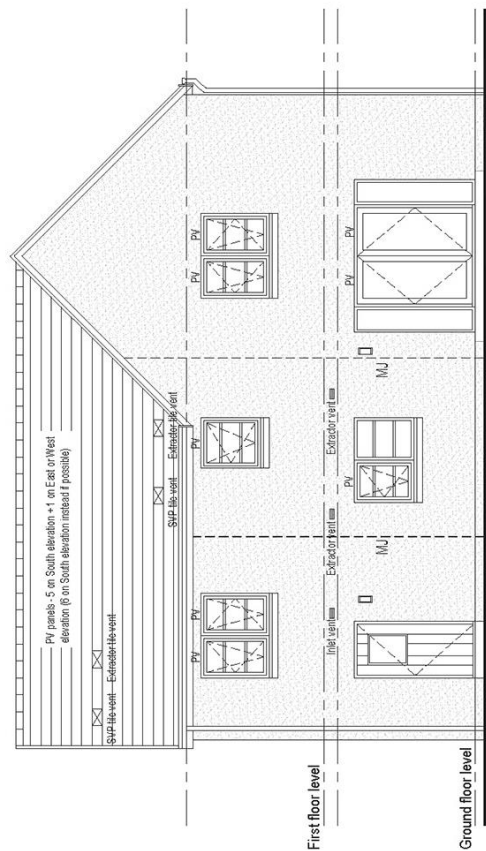 PV panels - 5 on South elevation +1 on East or West
elevation (6 on South elevation instead if possible)
SVP tile vent
Extractor tile vent
SVP tile vent
Extractor tile vent
PV
PV
PV
PV
PV
First floor level
Inlet vent
Extractor vent
Extractor vent
PV
PV
PV
MJ
MJ
Ground floor level